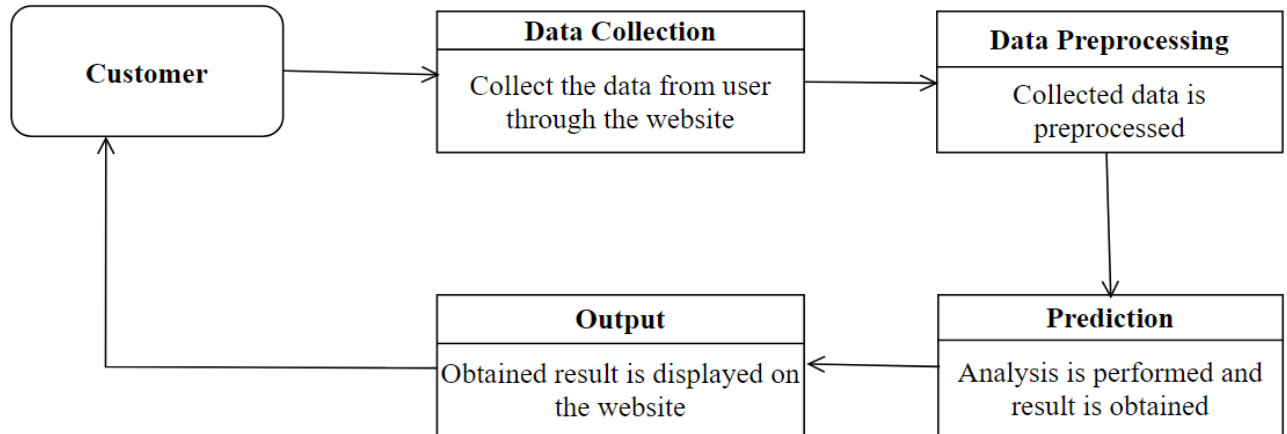 Customer
Data Collection
Collect the data from user
through the website
Data Preprocessing
Collected data is
preprocessed
Prediction
Analysis is performed and
result is obtained
Output
Obtained result is displayed on
the website